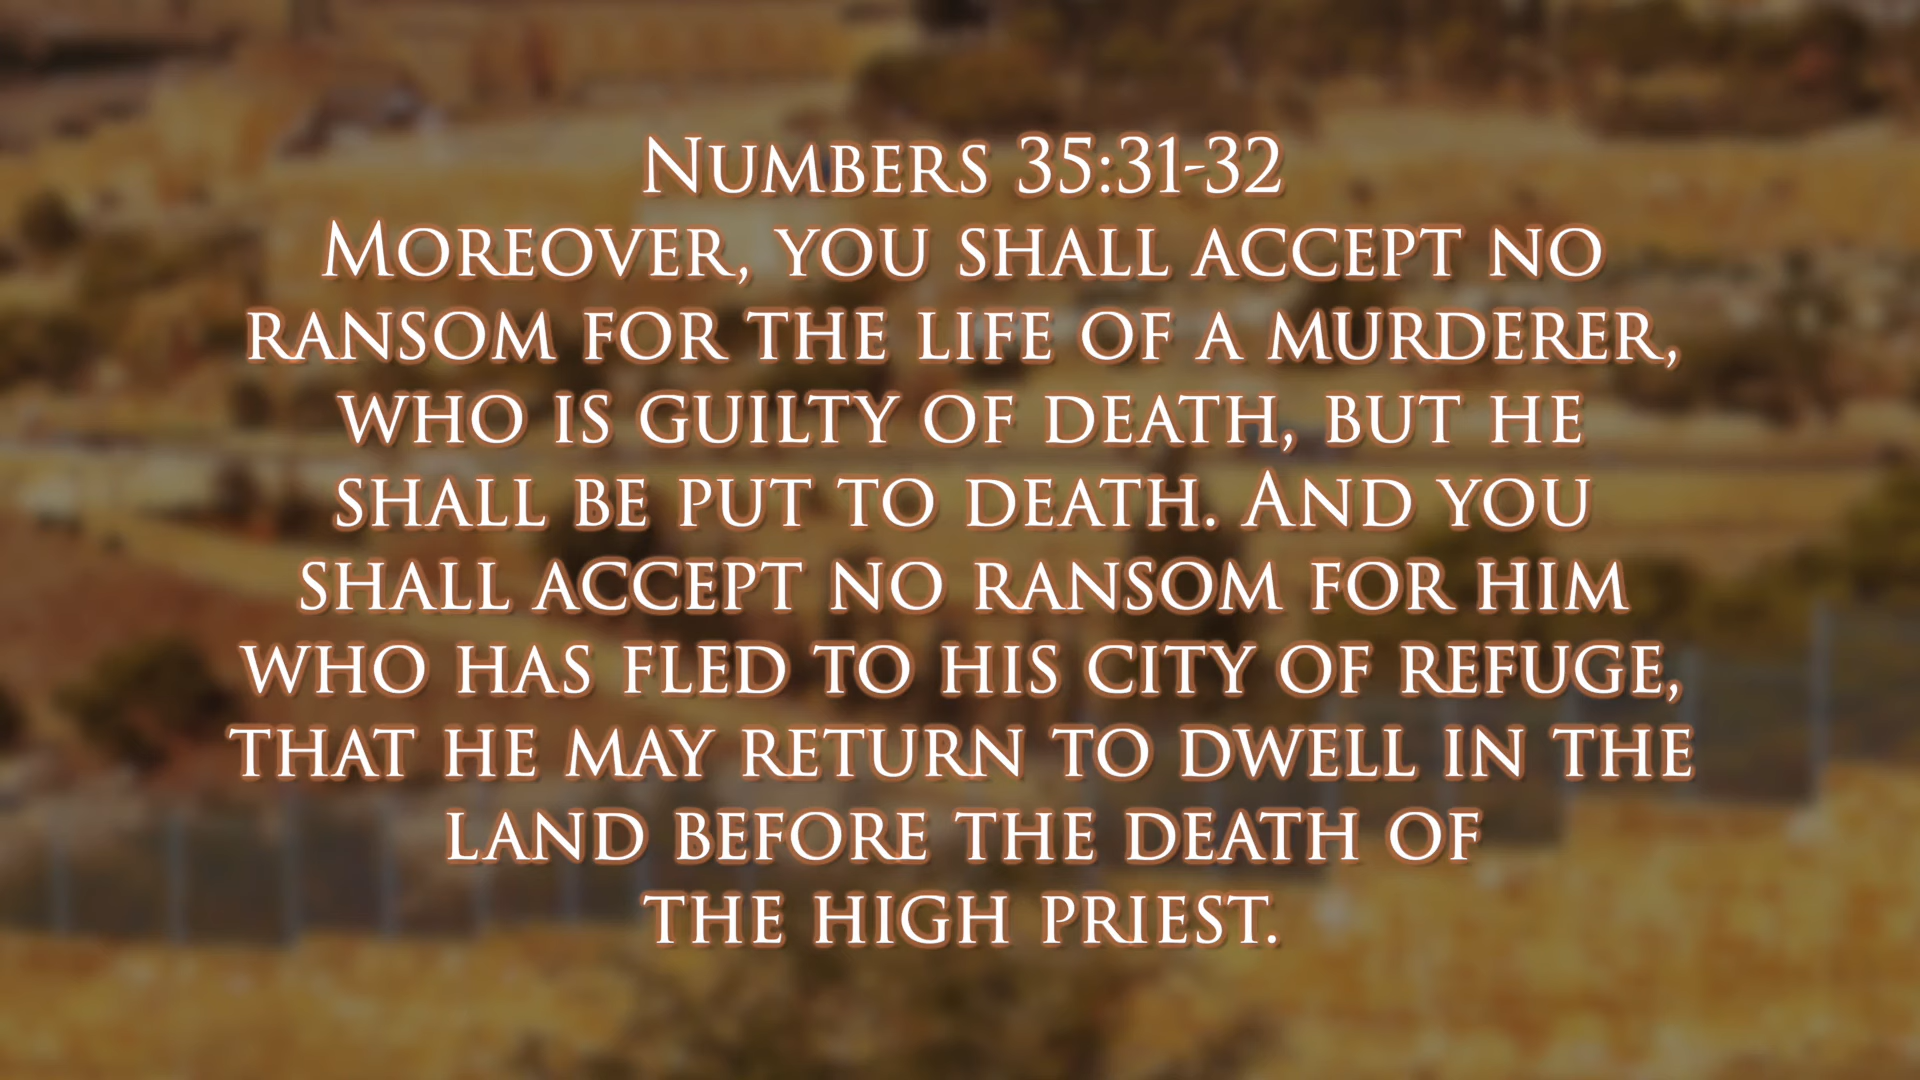 Numbers 35:31-32
Moreover, you shall accept no
ransom for the life of a murderer,
who is guilty of death, but he
shall be put to death. And you
shall accept no ransom for him
who has fled to his city of refuge,
that he may return to dwell in the
land before the death of
the high priest.